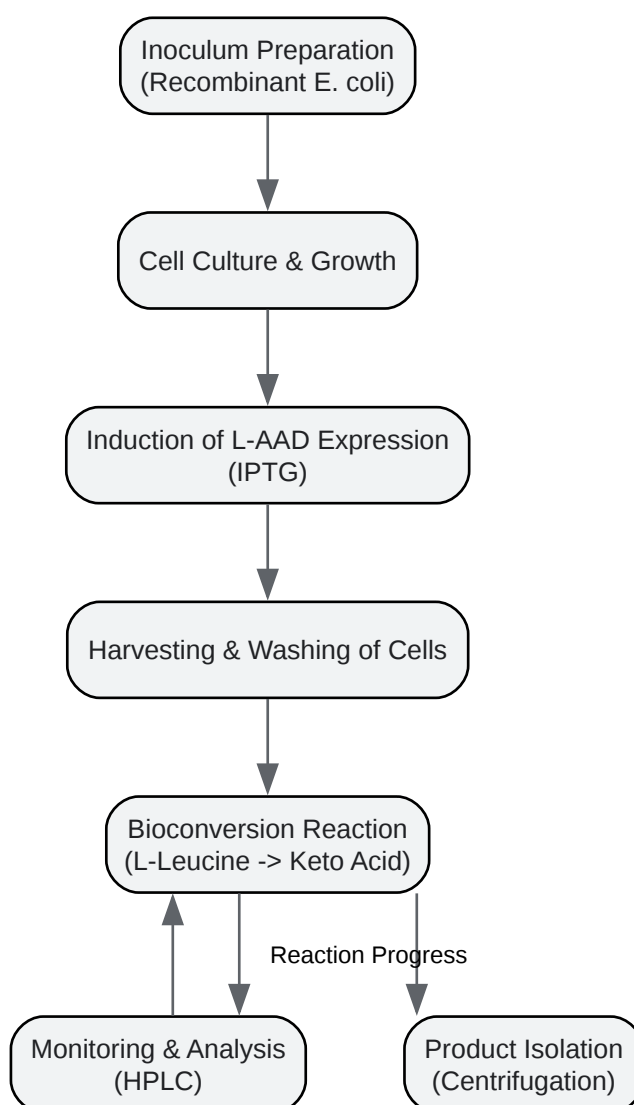 Inoculum Preparation
(Recombinant E. coli)
Cell Culture & Growth
Induction of L-AAD Expression
(IPTG)
Harvesting & Washing of Cells
Bioconversion Reaction
(L-Leucine -> Keto Acid)
Reaction Progress
Monitoring & Analysis
(HPLC)
Product Isolation
(Centrifugation)